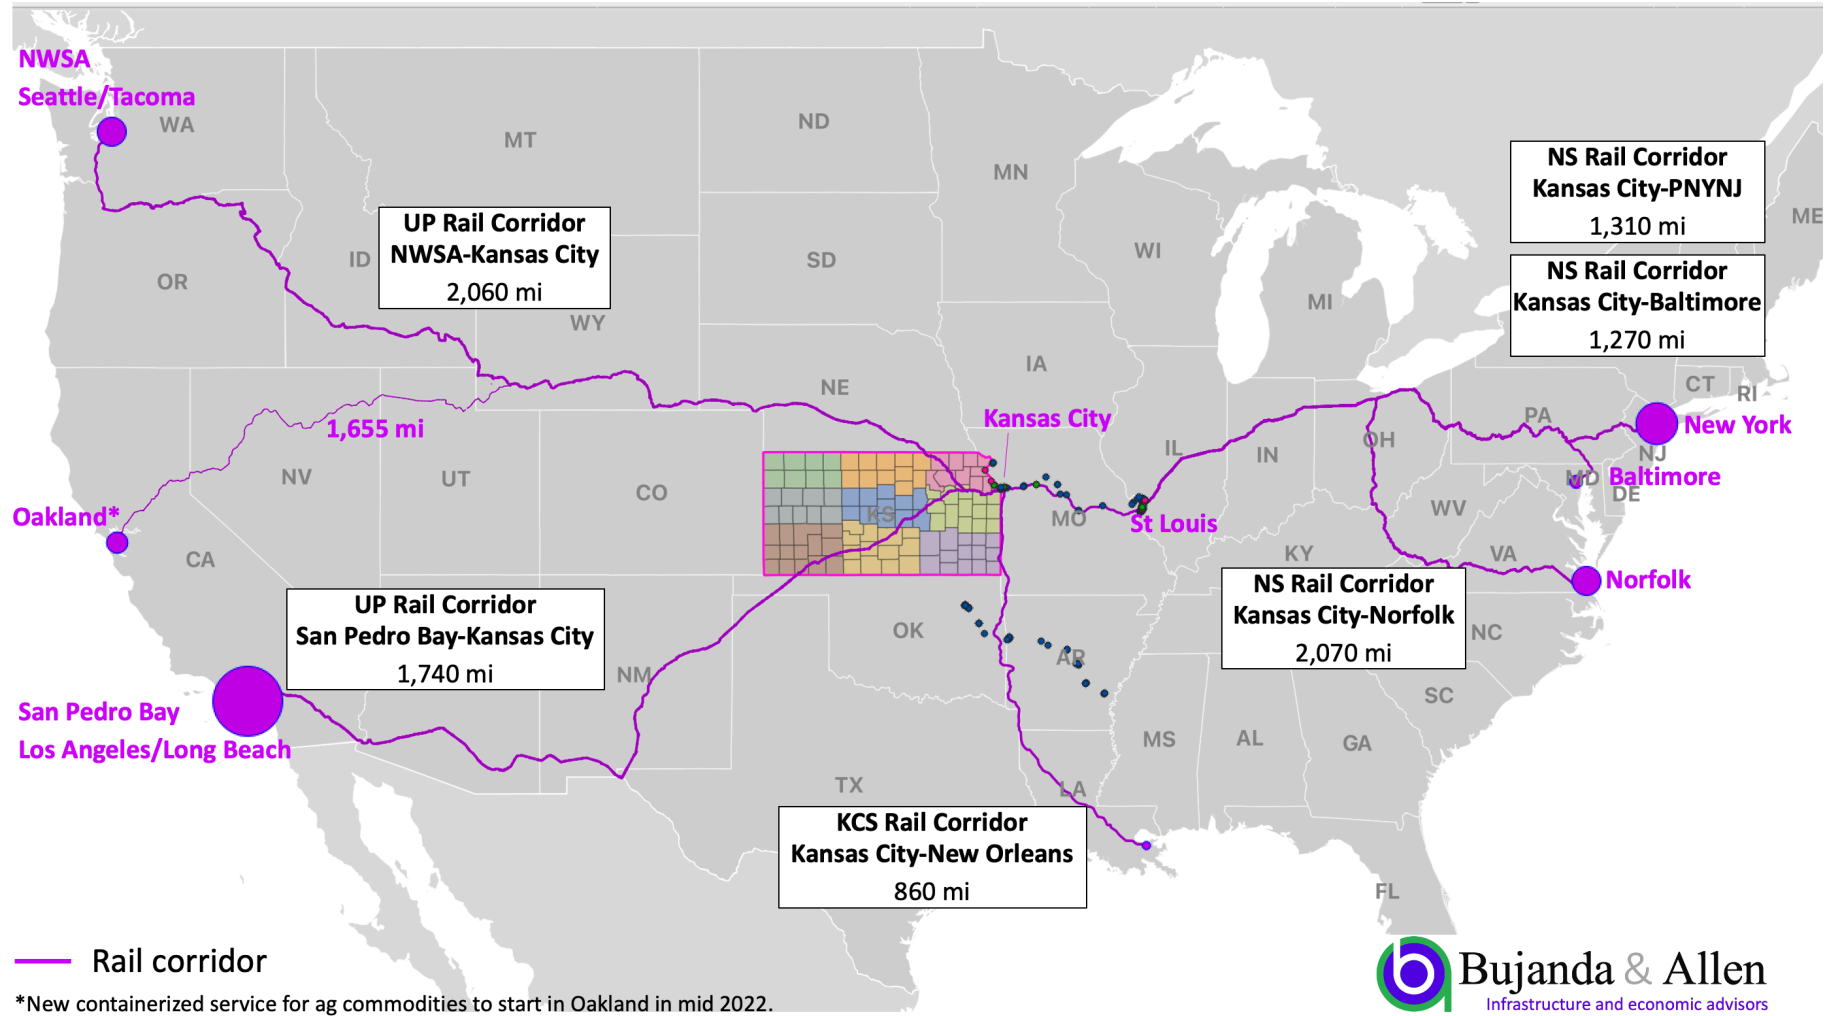 NWSA
Seattle/Tacoma
WA
MT
ND
MN
ME
NS Rail Corridor
Kansas City-PNYNJ
1,310 mi
NS Rail Corridor
Kansas City-Baltimore
1,270 mi
UP Rail Corridor
NWSA-Kansas City
2,060 mi
OR
ID
WY
SD
WI
MI
IA
NE
CT
RI
PA
New York
NJ
1,655 mi
Kansas City
IL
IN
OH
MD
Baltimore
DE
NV
UT
CO
KS
MO
St Louis
WV
Oakland*
CA
KY
VA
Norfolk
UP Rail Corridor
San Pedro Bay-Kansas City
1,740 mi
NS Rail Corridor
Kansas City-Norfolk
2,070 mi
NM
OK
AR
NC
SC
San Pedro Bay
Los Angeles/Long Beach
TX
LA
MS
AL
GA
KCS Rail Corridor
Kansas City-New Orleans
860 mi
FL
Rail corridor
*New containerized service for ag commodities to start in Oakland in mid 2022.
Bujanda & Allen
Infrastructure and economic advisors